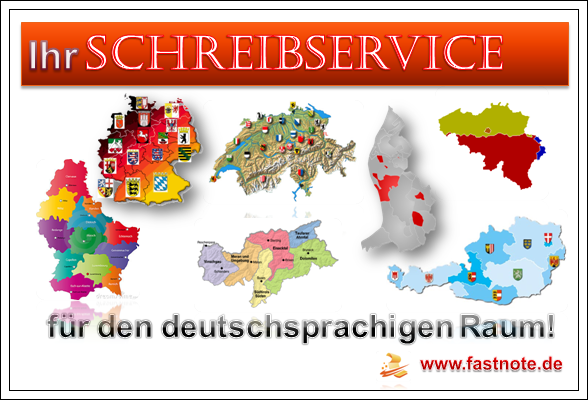 Ihr SCHREIBSERVICE
für den deutschsprachigen Raum!
www.fastnote.de